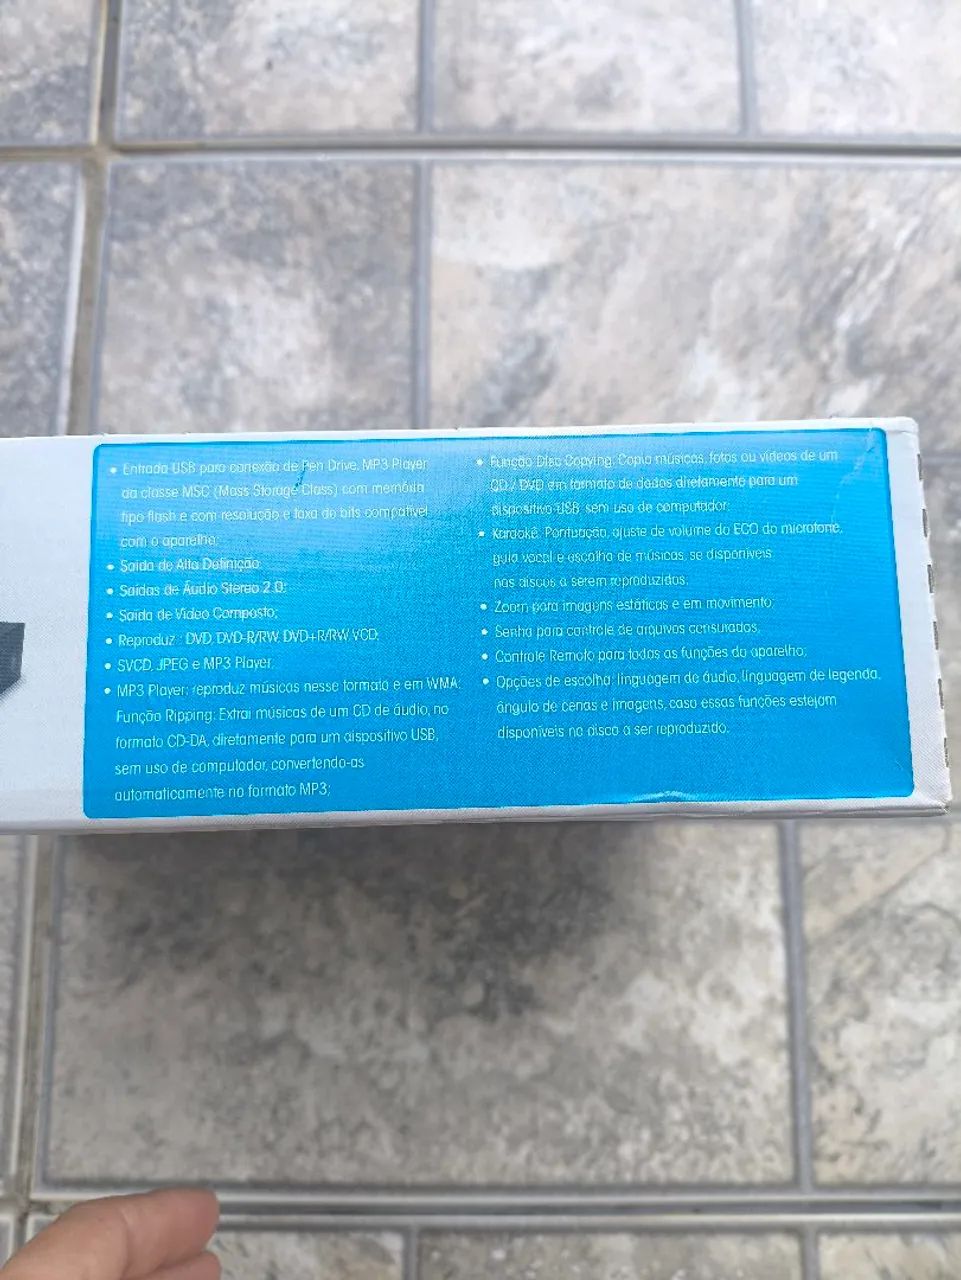 • Entrada USB para conexão de Pen Drive, MP3 Player
da classe MSC (Mass Storage Class) com memória
tipo flash e com resolução e taxa de bits compatível
com o aparelho;
• Saída de Alta Definição;
• Saídas de Áudio Stereo 2.0;
• Saída de Vídeo Composto;
• Reproduz : DVD, DVD-R/RW, DVD+R/RW, VCD,
• SVCD, JPEG e MP3 Player;
• MP3 Player: reproduz músicas nesse formato e em WMA;
Função Ripping: Extrai músicas de um CD de áudio, no
formato CD-DA, diretamente para um dispositivo USB,
sem uso de computador, convertendo-as
automaticamente no formato MP3;
• Função Disc Copying: Copia músicas, fotos ou vídeos de um
CD / DVD em formato de dados diretamente para um
dispositivo USB, sem uso de computador;
• Karaokê: Pontuação, ajuste de volume do ECO do microfone,
guia vocal e escolha de músicas, se disponíveis
nos discos a serem reproduzidos.
• Zoom para imagens estáticas e em movimento;
• Senha para controle de arquivos censurados;
• Controle Remoto para todas as funções do aparelho;
• Opções de escolha: linguagem de áudio, linguagem de legenda,
ângulo de cenas e imagens, caso essas funções estejam
disponíveis no disco a ser reproduzido.